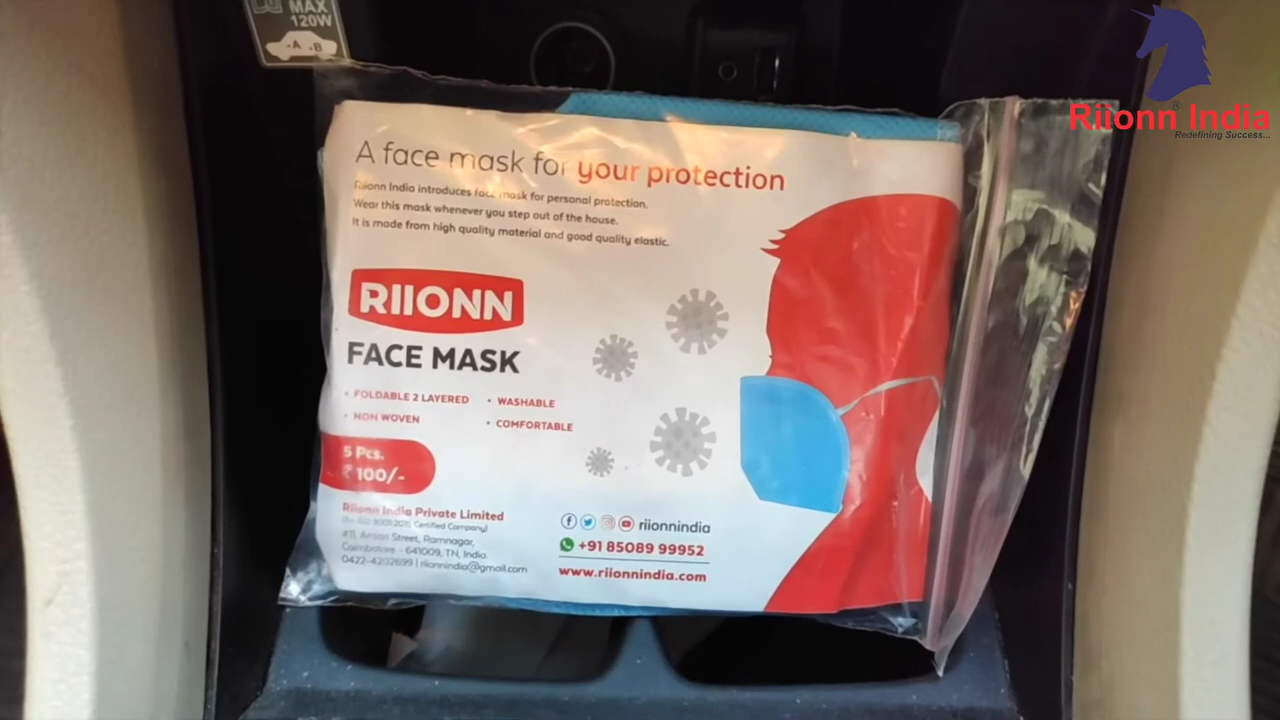 MAX
120W
A B
Riionn India
®
Redefining Success...
A face mask for your protection
Riionn India introduces face mask for personal protection.
Wear this mask whenever you step out of the house.
It is made from high quality material and good quality elastic.
RIIONN
FACE MASK
• FOLDABLE 2 LAYERED
• WASHABLE
• NON WOVEN
• COMFORTABLE
5 Pcs.
₹ 100/-
Riionn India Private Limited
Certified Company)
Street, Ramnagar,
Coimbatore - 641009, TN, India.
0422-4202699 | riionnindia@gmail.com
riionnindia
+91 85089 99952
www.riionnindia.com